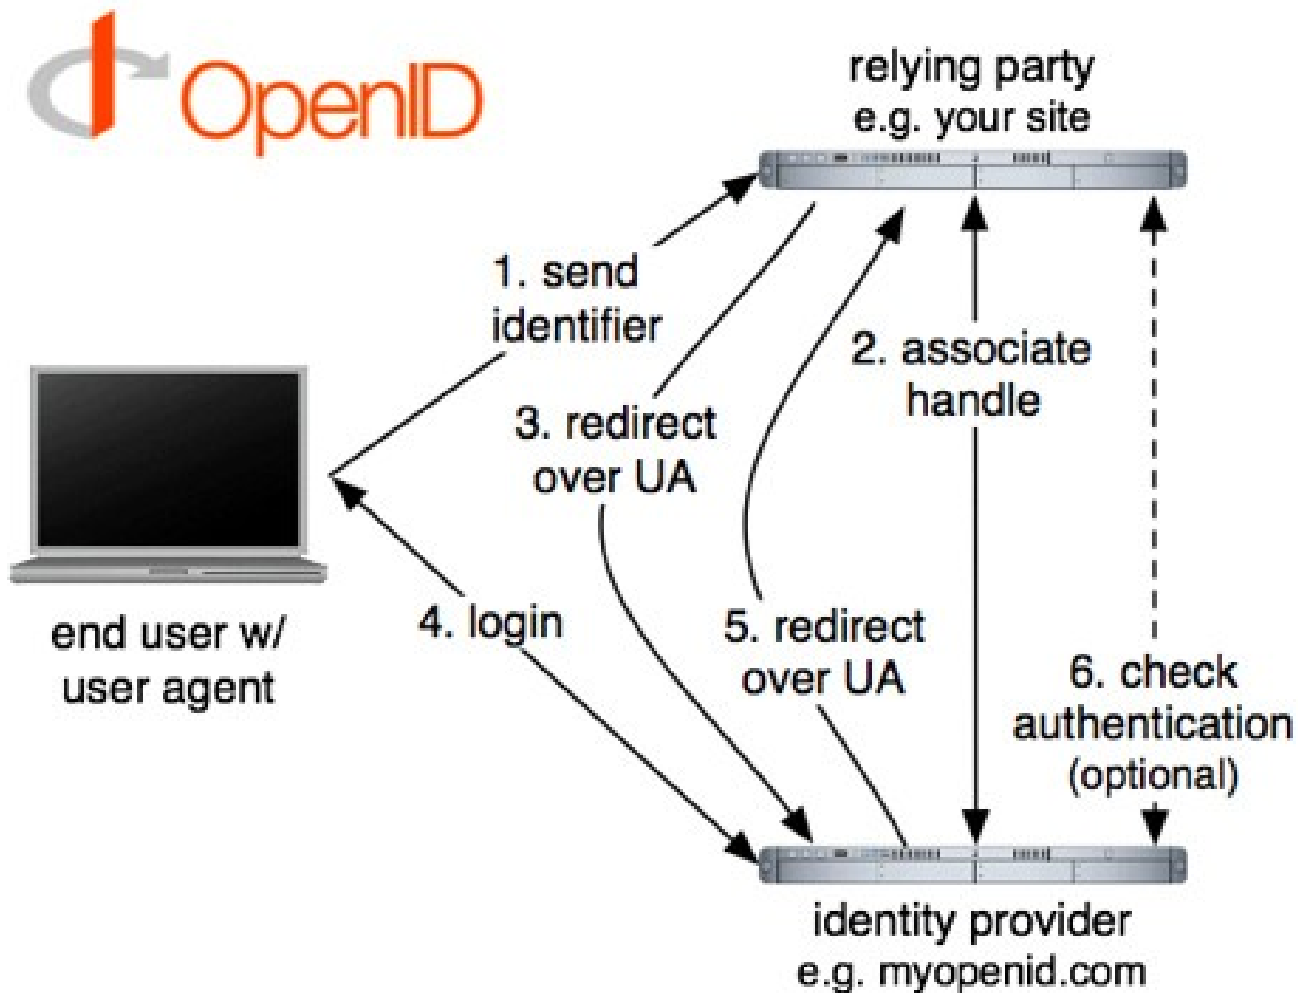 OpenID
relying party
e.g. your site
1. send
identifier
2. associate
handle
3. redirect
over UA
4. login
5. redirect
over UA
6. check
authentication
(optional)
end user w/
user agent
identity provider
e.g. myopenid.com